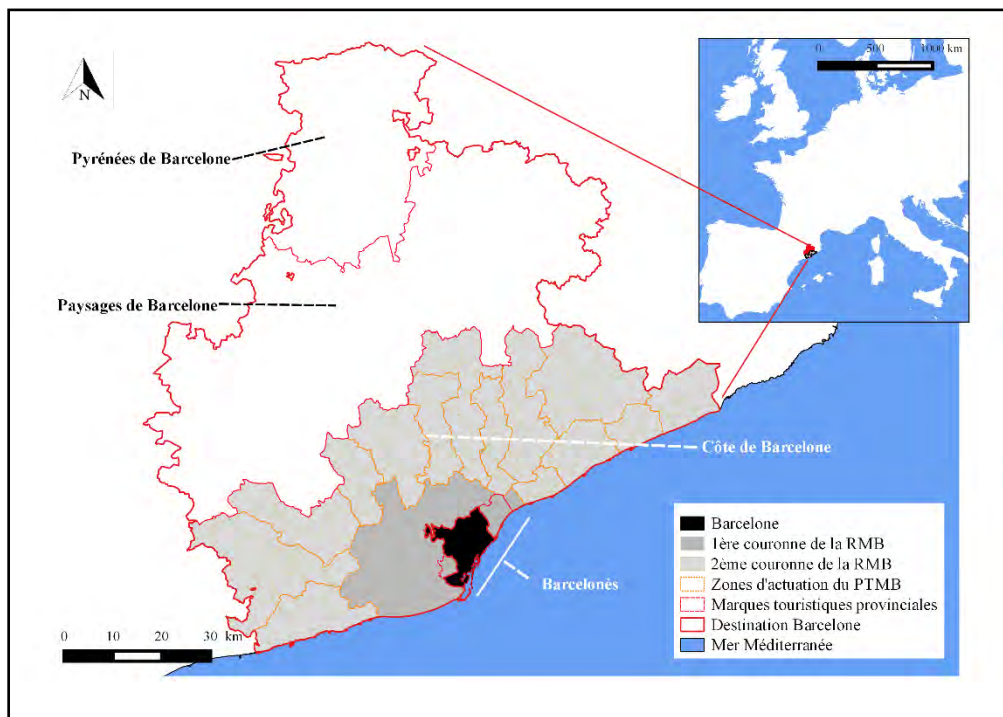 0 500 1000 km
N
Pyrénées de Barcelone
Paysages de Barcelone
Côte de Barcelone
Barcelonès
Barcelone
1ère couronne de la RMB
2ème couronne de la RMB
Zones d'actuation du PTMB
Marques touristiques provinciales
Destination Barcelone
Mer Méditerranée
0 10 20 30 km